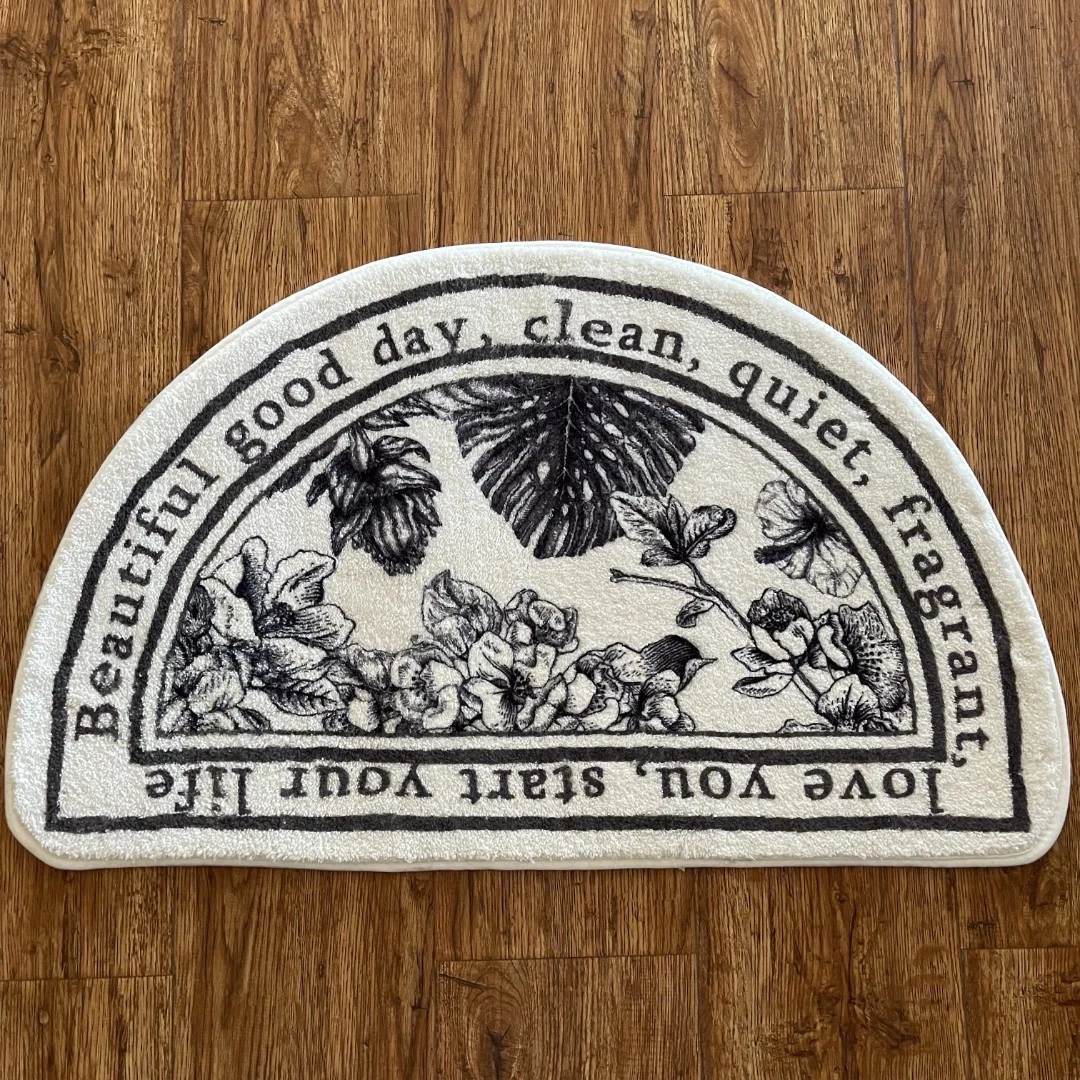 Beautiful good day, clean, quiet, fragrant,
love you, start your life